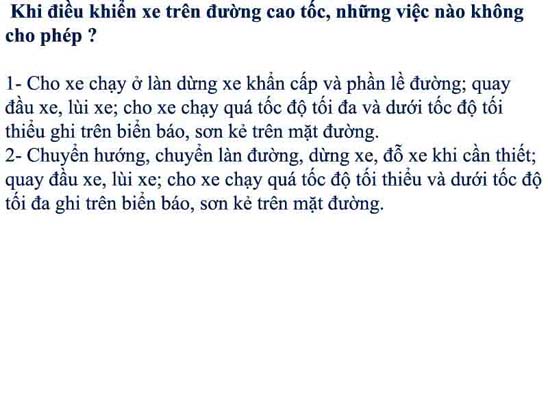 Khi điều khiển xe trên đường cao tốc, những việc nào không
cho phép ?
1- Cho xe chạy ở làn dừng xe khẩn cấp và phần lề đường; quay
đầu xe, lùi xe; cho xe chạy quá tốc độ tối đa và dưới tốc độ tối
thiểu ghi trên biển báo, sơn kẻ trên mặt đường.
2- Chuyển hướng, chuyển làn đường, dừng xe, đỗ xe khi cần thiết;
quay đầu xe, lùi xe; cho xe chạy quá tốc độ tối thiểu và dưới tốc độ
tối đa ghi trên biển báo, sơn kẻ trên mặt đường.